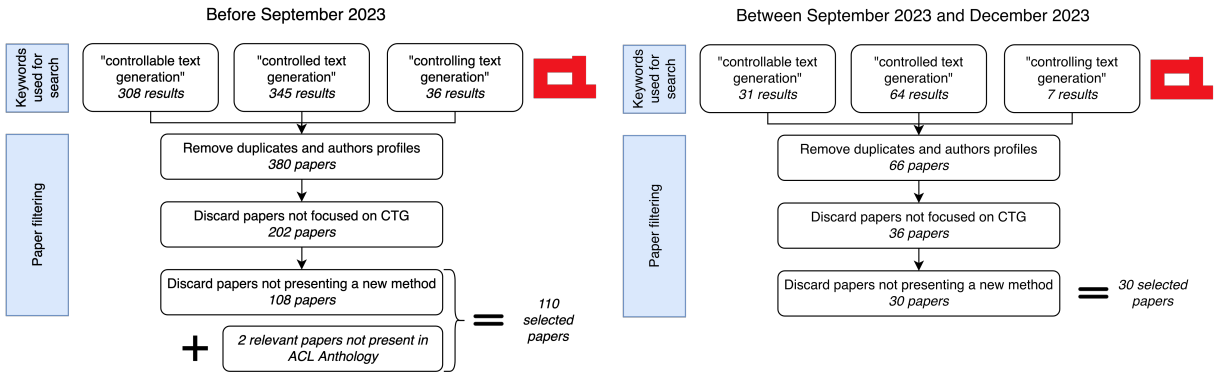 Before September 2023
Keywords
used for
search
"controllable text
generation"
308 results
"controlled text
generation"
345 results
"controlling text
generation"
36 results
Paper filtering
Remove duplicates and authors profiles
380 papers
Discard papers not focused on CTG
202 papers
Discard papers not presenting a new method
108 papers
+
2 relevant papers not present in
ACL Anthology
=
110
selected
papers
Between September 2023 and December 2023
Keywords
used for
search
"controllable text
generation"
31 results
"controlled text
generation"
64 results
"controlling text
generation"
7 results
Paper filtering
Remove duplicates and authors profiles
66 papers
Discard papers not focused on CTG
36 papers
Discard papers not presenting a new method
30 papers
=
30 selected
papers